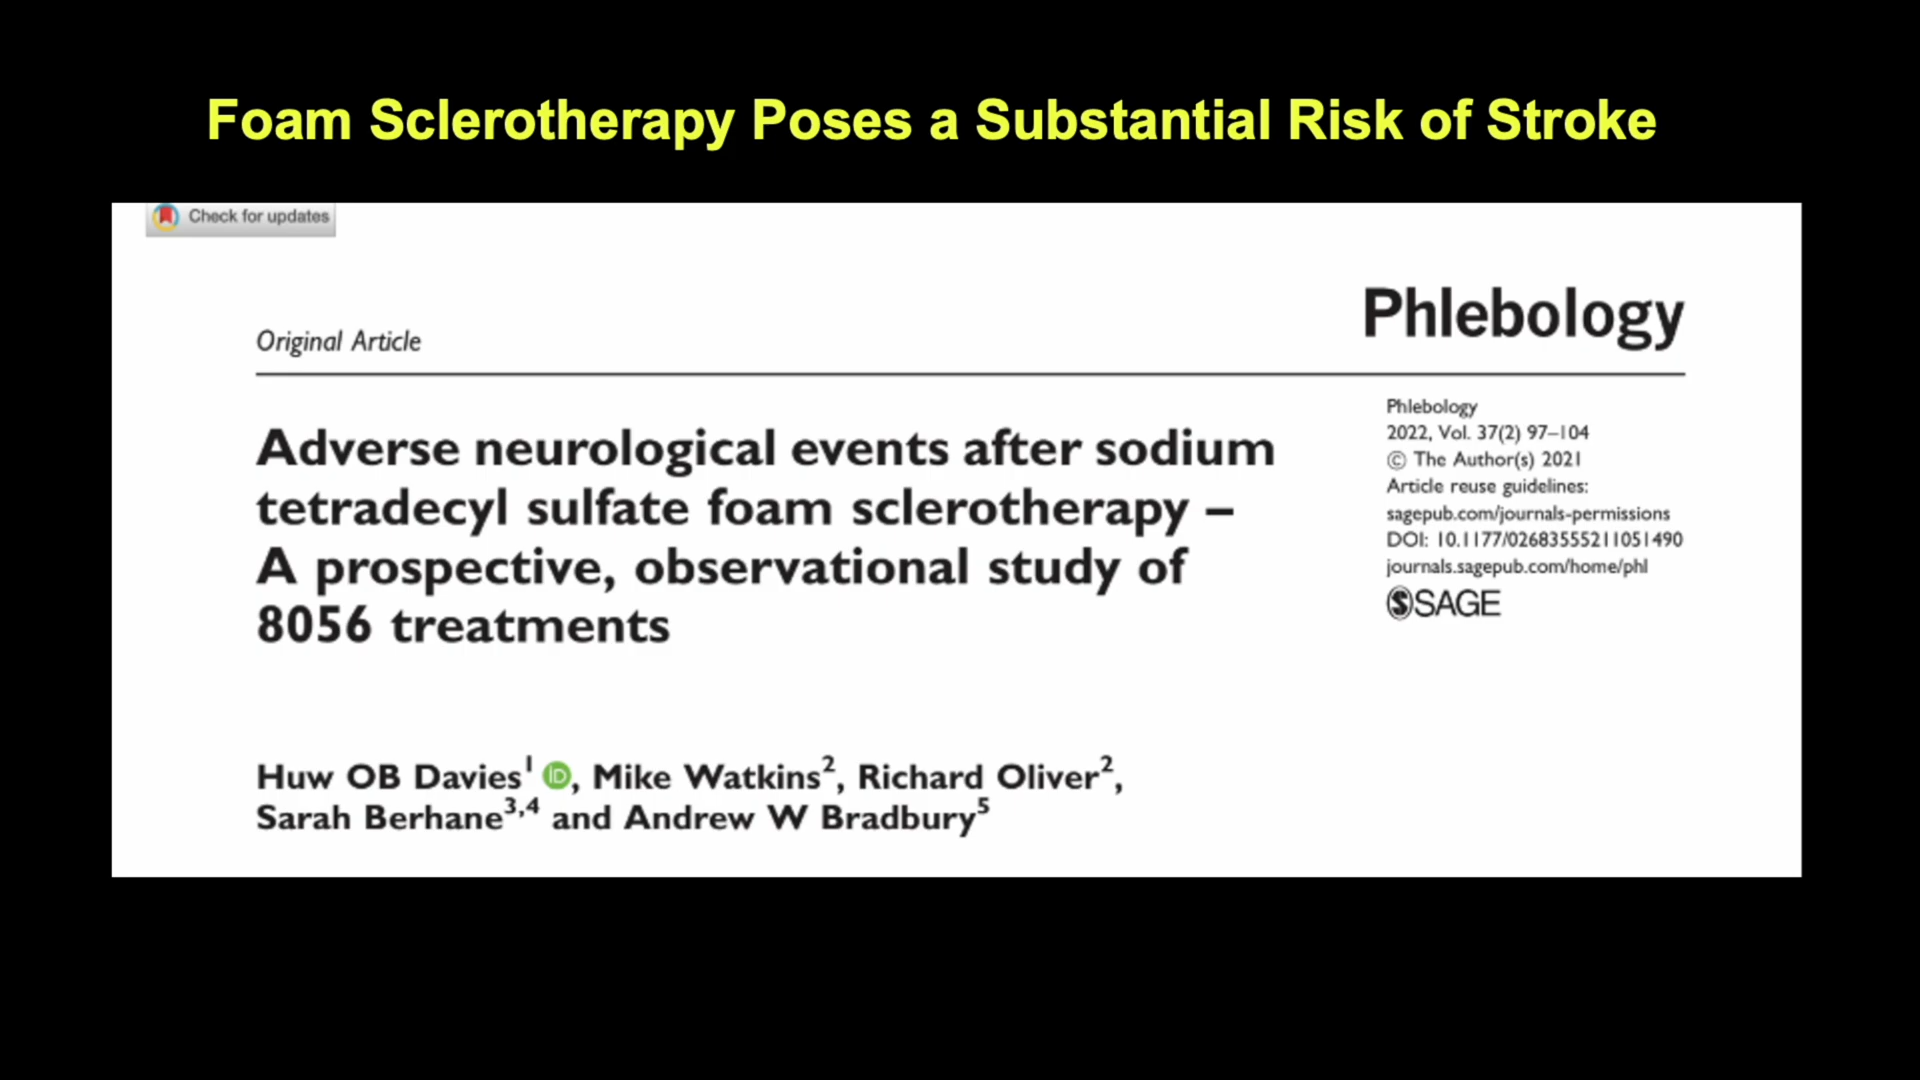 Foam Sclerotherapy Poses a Substantial Risk of Stroke
Check for updates
Original Article
Phlebology
Adverse neurological events after sodium
tetradecyl sulfate foam sclerotherapy –
A prospective, observational study of
8056 treatments
Phlebology
2022, Vol. 37(2) 97–104
© The Author(s) 2021
Article reuse guidelines:
sagepub.com/journals-permissions
DOI: 10.1177/02683555211051490
journals.sagepub.com/home/phl
SSAGE
Huw OB Davies1 iD, Mike Watkins2, Richard Oliver2,
Sarah Berhane3,4 and Andrew W Bradbury5